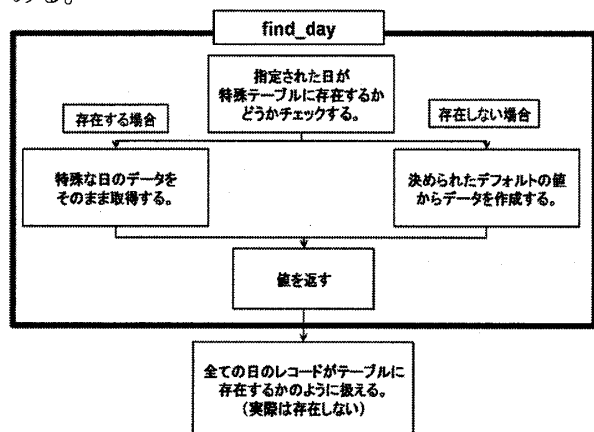 find_day
指定された日が
特殊テーブルに存在するか
どうかチェックする。
存在する場合
存在しない場合
特殊な日のデータを
そのまま取得する。
決められたデフォルトの値
からデータを作成する。
値を返す
全ての日のレコードがテーブルに
存在するかのように扱える。
(実際は存在しない)